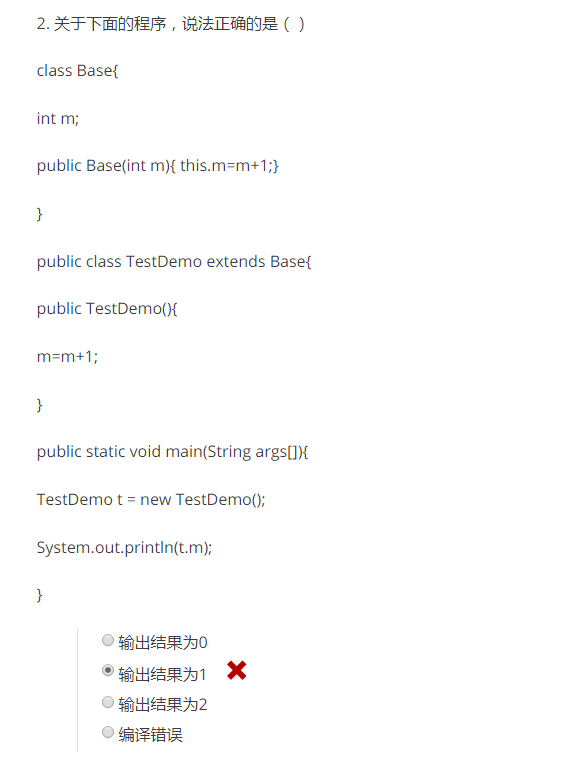 2. 关于下面的程序，说法正确的是（ ）
class Base{
int m;
public Base(int m){ this.m=m+1;}
}
public class TestDemo extends Base{
public TestDemo(){
m=m+1;
}
public static void main(String args[]){
TestDemo t = new TestDemo();
System.out.println(t.m);
}
输出结果为0
输出结果为1
输出结果为2
编译错误